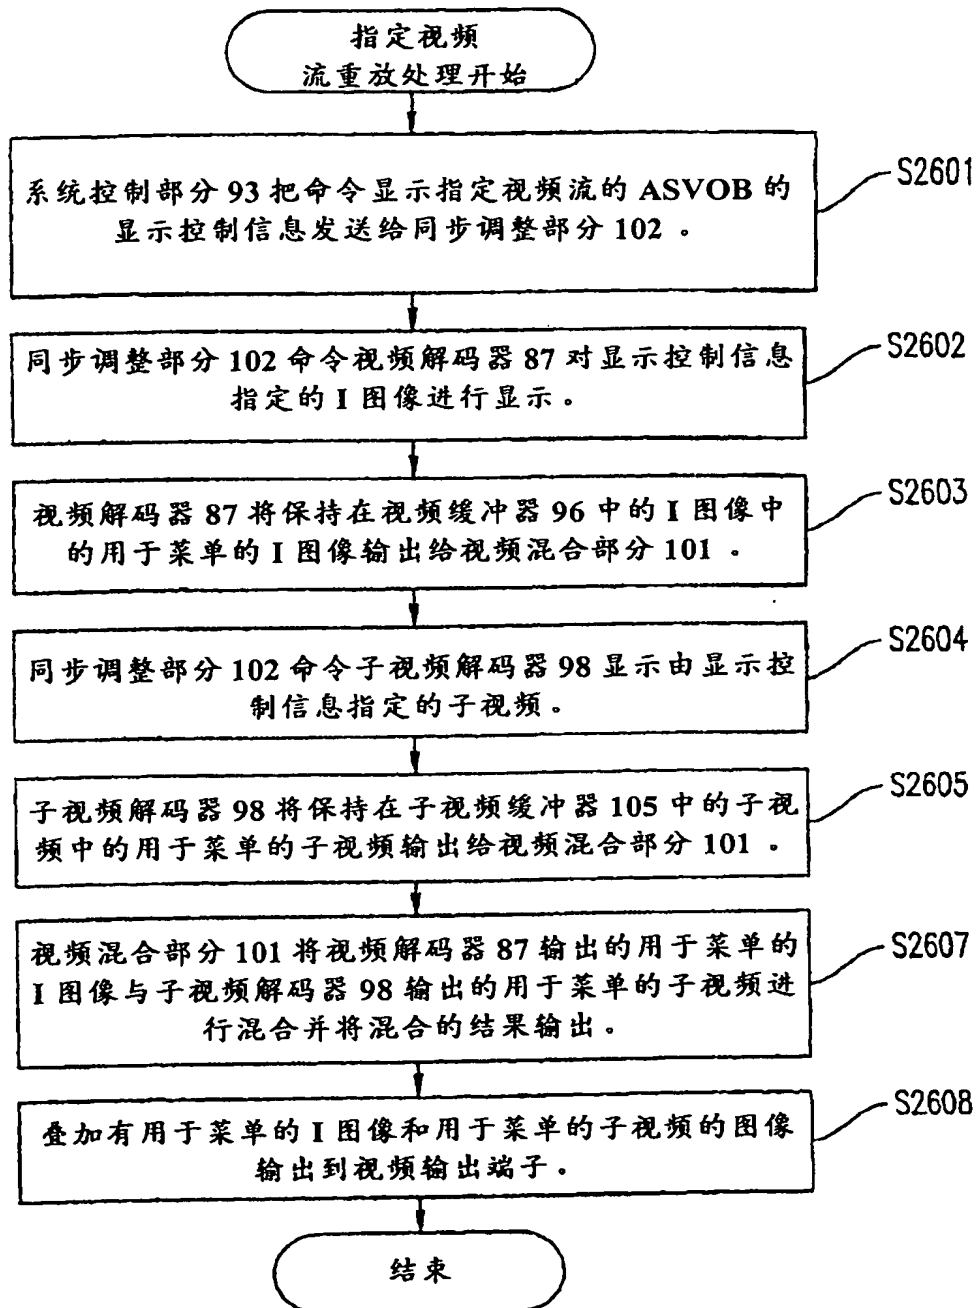 指定视频
流重放处理开始
系统控制部分 93 把命令显示指定视频流的 ASVOB 的
显示控制信息发送给同步调整部分 102 。
S2601
同步调整部分 102 命令视频解码器 87 对显示控制信息
指定的 I 图像进行显示。
S2602
视频解码器 87 将保持在视频缓冲器 96 中的 I 图像中
的用于菜单的 I 图像输出给视频混合部分 101 。
S2603
同步调整部分 102 命令子视频解码器 98 显示由显示控
制信息指定的子视频。
S2604
子视频解码器 98 将保持在子视频缓冲器 105 中的子视
频中的用于菜单的子视频输出给视频混合部分 101 。
S2605
视频混合部分 101 将视频解码器 87 输出的用于菜单的
I 图像与子视频解码器 98 输出的用于菜单的子视频进
行混合并将混合的结果输出。
S2607
叠加有用于菜单的 I 图像和用于菜单的子视频的图像
输出到视频输出端子。
S2608
结束